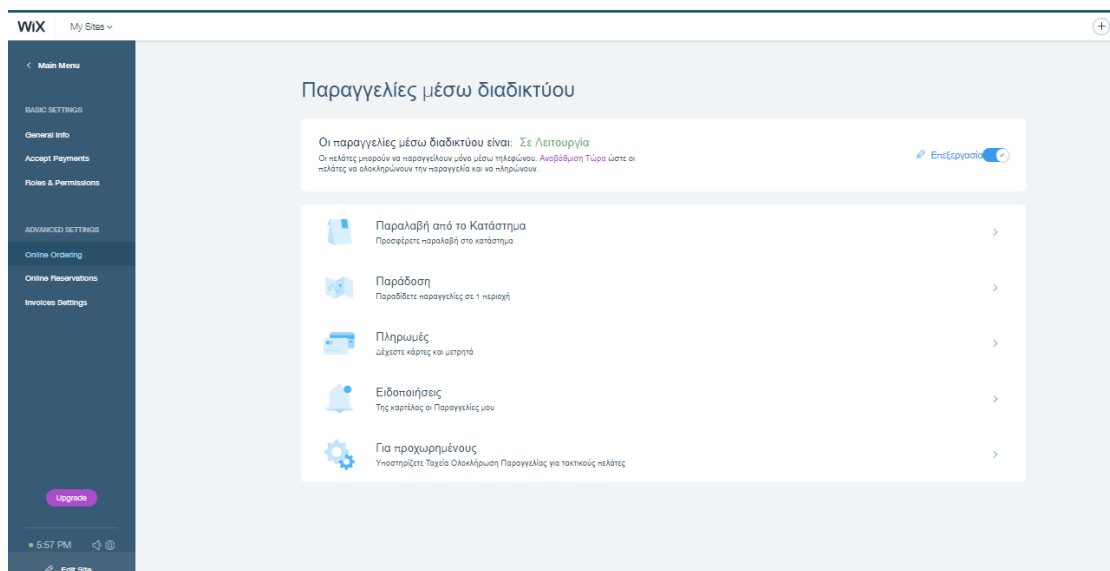 WiX My Sites
Main Menu
BASIC SETTINGS
General Info
Accept Payments
Roles & Permissions
ADVANCED SETTINGS
Online Ordering
Online Reservations
Invoices Settings
Upgrade
5:57 PM
Edit Site
Παραγγελίες μέσω διαδικτύου
Οι παραγγελίες μέσω διαδικτύου είναι: Σε Λειτουργία
Οι πελάτες μπορούν να παραγγείλουν μόνο μέσω τηλεφώνου. Αναβάθμιση Τώρα ώστε οι
πελάτες να ολοκληρώνουν την παραγγελία και να πληρώνουν.
Επεξεργασία
Παραλαβή από το Κατάστημα
Προσφέρετε παραλαβή στο κατάστημα
Παράδοση
Παραδίδετε παραγγελίες σε 1 περιοχή
Πληρωμές
Δέχεστε κάρτες και μετρητά
Ειδοποιήσεις
Της καρτέλας οι Παραγγελίες μου
Για προχωρημένους
Υποστηρίζετε Ταχεία Ολοκλήρωση Παραγγελίας για τακτικούς πελάτες